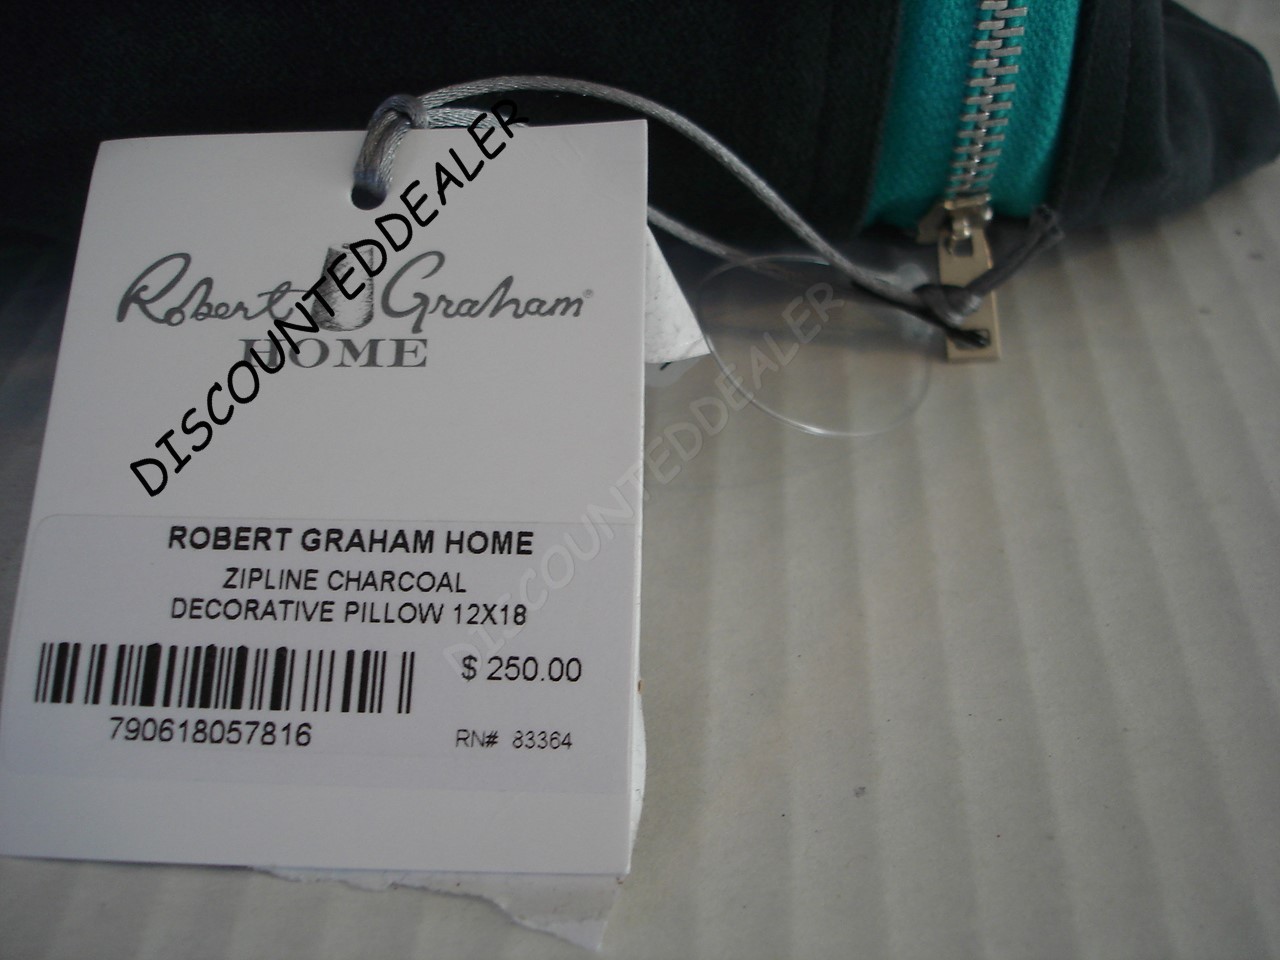 Robert Graham®
HOME
DISCOUNTEDDEALER
ROBERT GRAHAM HOME
ZIPLINE CHARCOAL
DECORATIVE PILLOW 12X18
$ 250.00
790618057816
RN# 83364
DISCOUNTEDDEALER